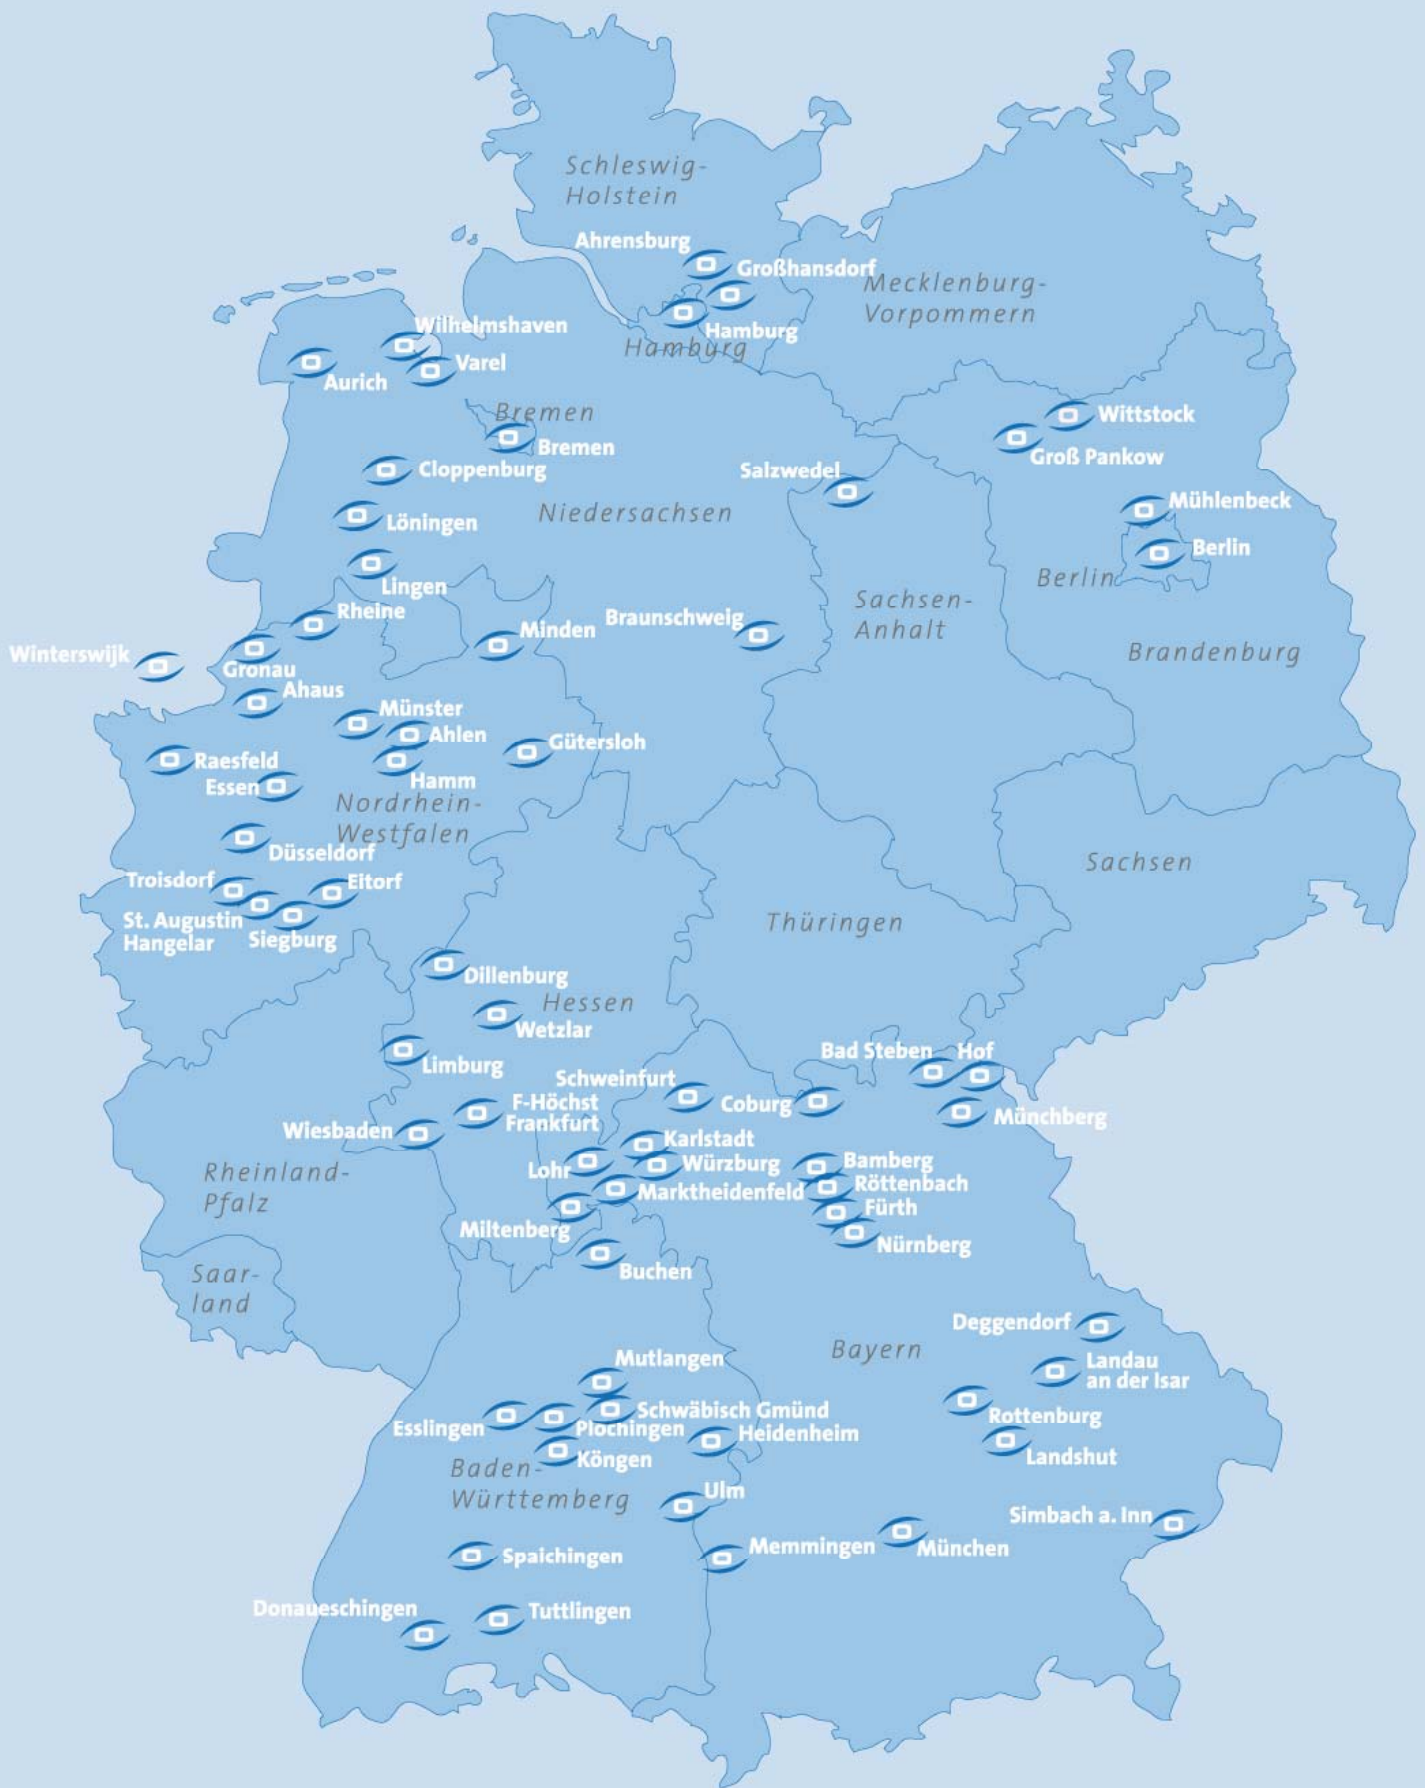 Schleswig-
Holstein
Ahrensburg
Großhansdorf
Mecklenburg-
Vorpommern
Hamburg
Hamburg
Wilhelmshaven
Varel
Aurich
Bremen
Bremen
Wittstock
Groß Pankow
Cloppenburg
Salzwedel
Mühlenbeck
Löningen
Niedersachsen
Berlin
Berlin
Lingen
Rheine
Sachsen-
Anhalt
Braunschweig
Minden
Brandenburg
Winterswijk
Gronau
Ahaus
Münster
Ahlen
Gütersloh
Raesfeld
Essen
Hamm
Nordrhein-
Westfalen
Düsseldorf
Sachsen
Troisdorf
Eitorf
St. Augustin
Hangelar
Siegburg
Thüringen
Dillenburg
Hessen
Wetzlar
Limburg
Bad Steben
Hof
Schweinfurt
Coburg
F-Höchst
Frankfurt
Münchberg
Wiesbaden
Karlstadt
Lohr
Würzburg
Bamberg
Rheinland-
Pfalz
Marktheidenfeld
Röttenbach
Fürth
Miltenberg
Nürnberg
Buchen
Saar-
land
Deggendorf
Bayern
Mutlangen
Landau
an der Isar
Schwäbisch Gmünd
Rottenburg
Esslingen
Plochingen
Heidenheim
Köngen
Landshut
Baden-
Württemberg
Ulm
Simbach a. Inn
Memmingen
München
Spaichingen
Donaueschingen
Tuttlingen